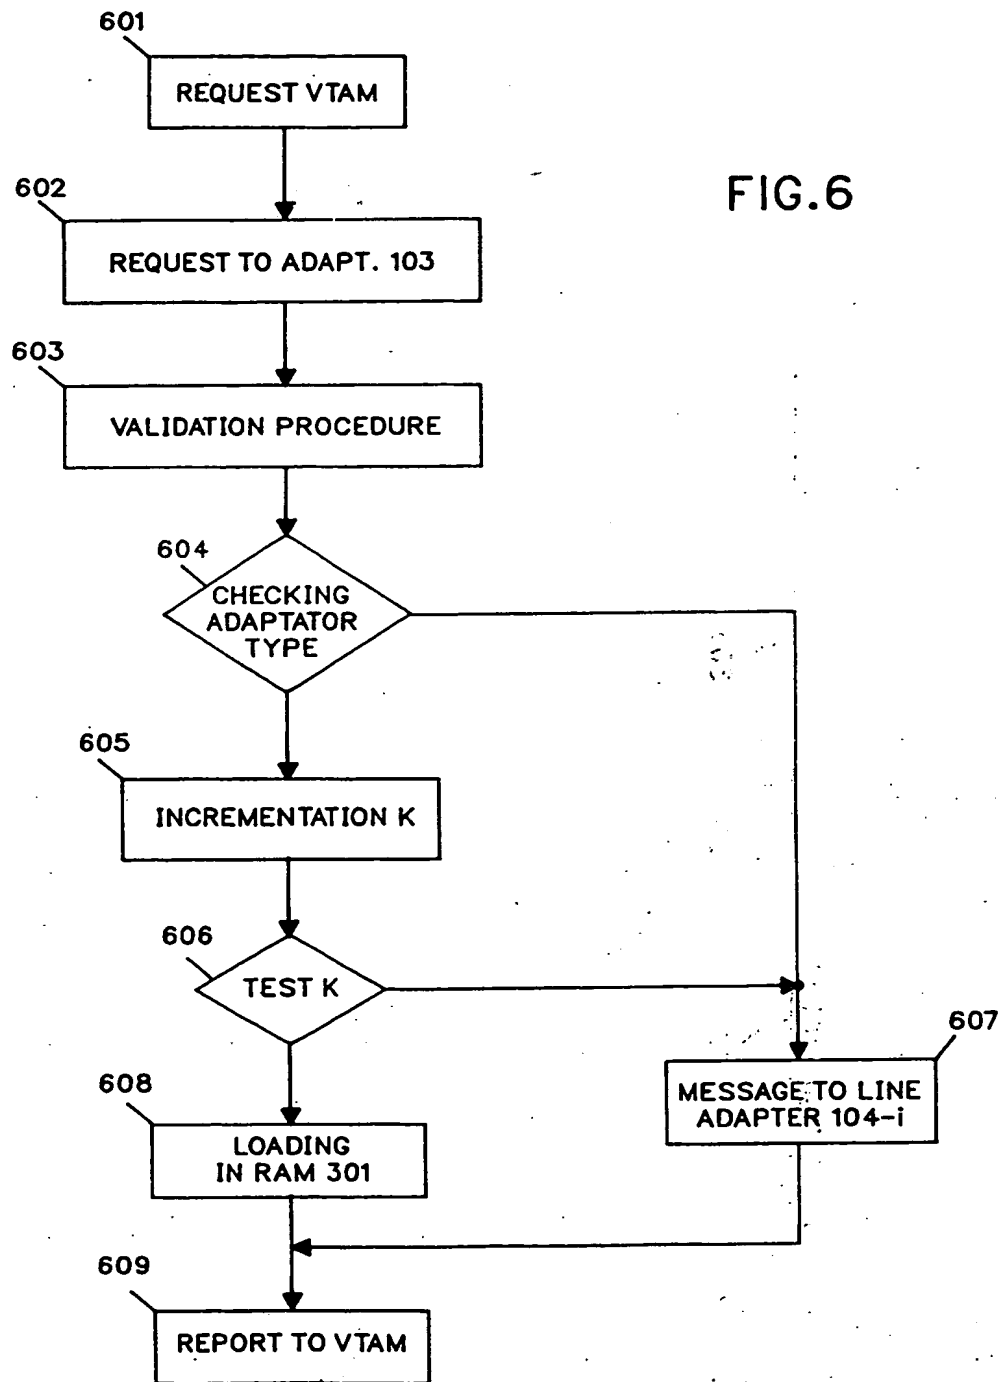 601
REQUEST VTAM
602
FIG.6
REQUEST TO ADAPT. 103
603
VALIDATION PROCEDURE
604
CHECKING
ADAPTATOR
TYPE
605
INCREMENTATION K
606
TEST K
607
MESSAGE TO LINE
ADAPTER 104-i
608
LOADING
IN RAM 301
609
REPORT TO VTAM